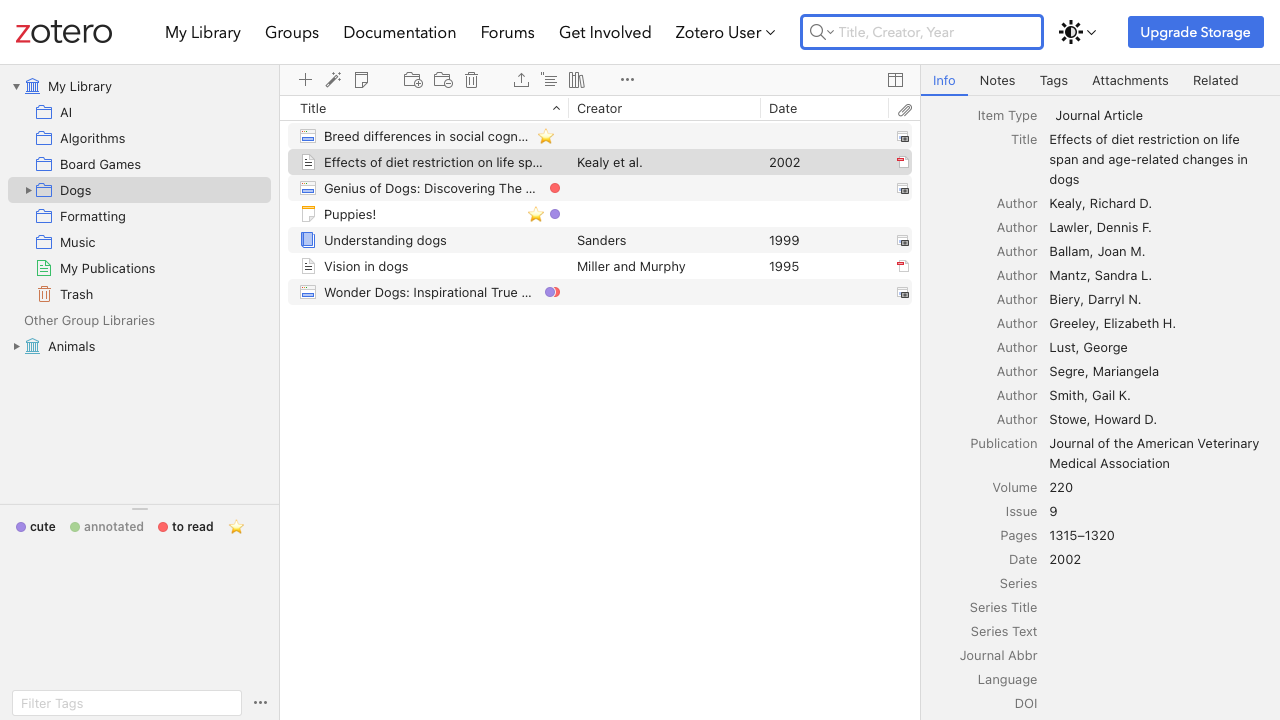 zotero
My Library
Groups
Documentation
Forums
Get Involved
Zotero User
Title, Creator, Year
Upgrade Storage
My Library
AI
Algorithms
Board Games
Dogs
Formatting
Music
My Publications
Trash
Other Group Libraries
Animals
cute
annotated
to read
Filter Tags
Title
Creator
Date
Breed differences in social cogn...
Effects of diet restriction on life sp... Kealy et al. 2002
Genius of Dogs: Discovering The ...
Puppies!
Understanding dogs Sanders 1999
Vision in dogs Miller and Murphy 1995
Wonder Dogs: Inspirational True ...
Info
Notes
Tags
Attachments
Related
Item Type Journal Article
Title Effects of diet restriction on life
span and age-related changes in
dogs
Author Kealy, Richard D.
Author Lawler, Dennis F.
Author Ballam, Joan M.
Author Mantz, Sandra L.
Author Biery, Darryl N.
Author Greeley, Elizabeth H.
Author Lust, George
Author Segre, Mariangela
Author Smith, Gail K.
Author Stowe, Howard D.
Publication Journal of the American Veterinary
Medical Association
Volume 220
Issue 9
Pages 1315–1320
Date 2002
Series
Series Title
Series Text
Journal Abbr
Language
DOI